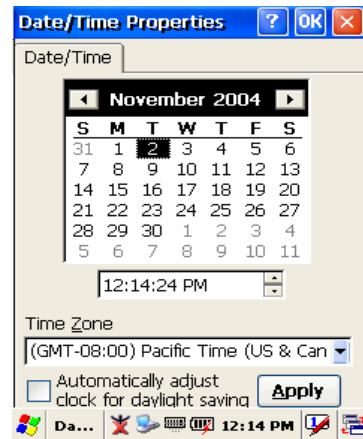 Date/Time Properties ? OK ×
Date/Time
November 2004
S M T W T F S
31 1 2 3 4 5 6
7 8 9 10 11 12 13
14 15 16 17 18 19 20
21 22 23 24 25 26 27
28 29 30 1 2 3 4
5 6 7 8 9 10 11
12:14:24 PM
Time Zone
(GMT-08:00) Pacific Time (US & Can
Automatically adjust
clock for daylight saving
Apply
Da... 12:14 PM